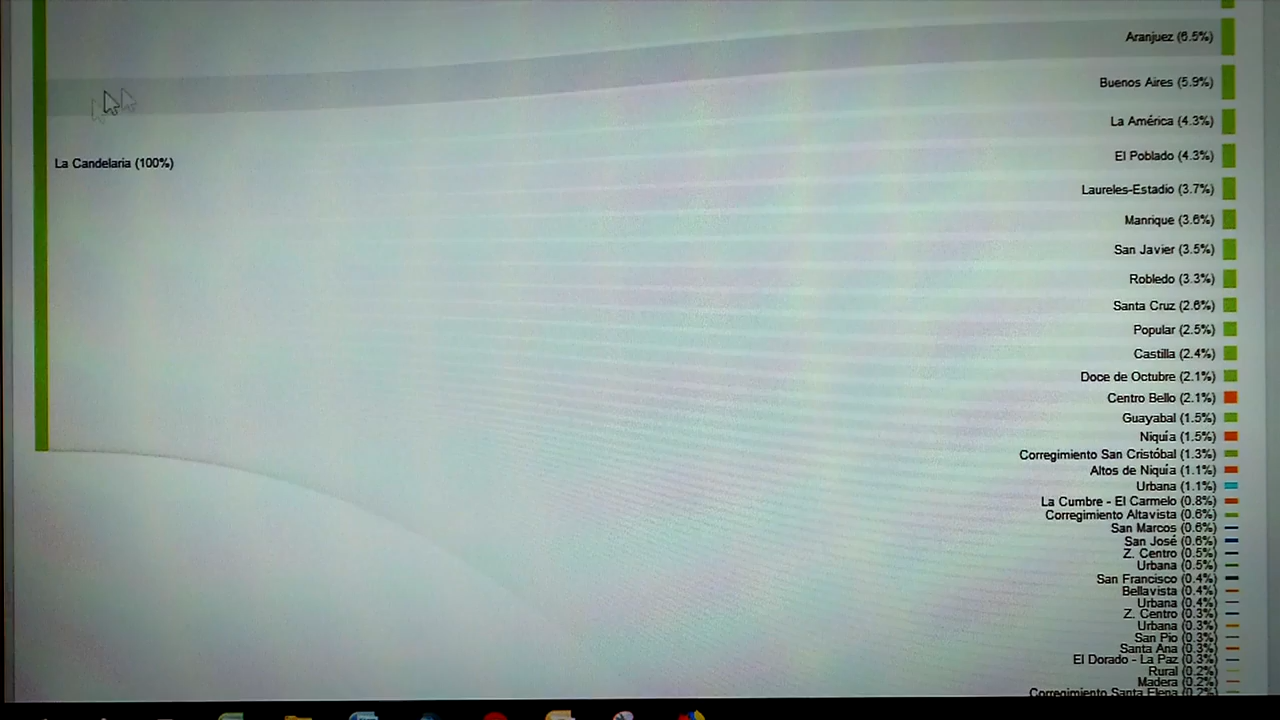 Aranjuez (6.5%)
Buenos Aires (5.9%)
La América (4.3%)
El Poblado (4.3%)
La Candelaria (100%)
Laureles-Estadio (3.7%)
Manrique (3.6%)
San Javier (3.5%)
Robledo (3.3%)
Santa Cruz (2.6%)
Popular (2.5%)
Castilla (2.4%)
Doce de Octubre (2.1%)
Centro Bello (2.1%)
Guayabal (1.5%)
Niquía (1.5%)
Corregimiento San Cristóbal (1.3%)
Altos de Niquía (1.1%)
Urbana (1.1%)
La Cumbre - El Carmelo (0.8%)
Corregimiento Altavista (0.6%)
San Marcos (0.6%)
San José (0.6%)
Z. Centro (0.5%)
Urbana (0.5%)
San Francisco (0.4%)
Bellavista (0.4%)
Urbana (0.4%)
Z. Centro (0.3%)
Urbana (0.3%)
San Pio (0.3%)
Santa Ana (0.3%)
El Dorado - La Paz (0.3%)
Rural (0.2%)
Madera (0.2%)
Corregimiento Santa Elena (0.2%)